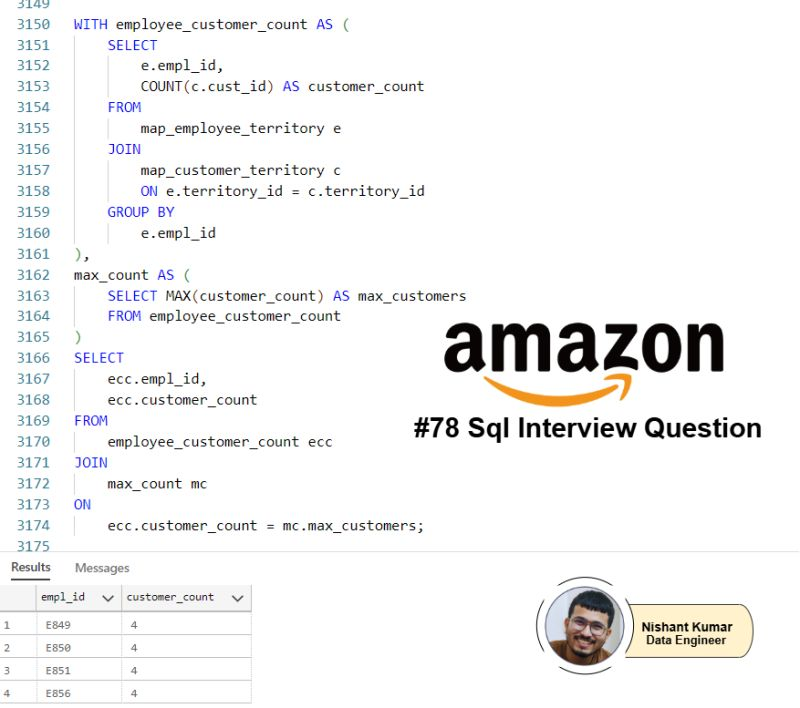 3149
3150 WITH employee_customer_count AS (
3151 SELECT
3152 e.empl_id,
3153 COUNT(c.cust_id) AS customer_count
3154 FROM
3155 map_employee_territory e
3156 JOIN
3157 map_customer_territory c
3158 ON e.territory_id = c.territory_id
3159 GROUP BY
3160 e.empl_id
3161 ),
3162 max_count AS (
3163 SELECT MAX(customer_count) AS max_customers
3164 FROM employee_customer_count
3165 )
3166 SELECT
3167 ecc.empl_id,
3168 ecc.customer_count
3169 FROM
3170 employee_customer_count ecc
3171 JOIN
3172 max_count mc
3173 ON
3174 ecc.customer_count = mc.max_customers;
3175
amazon
#78 Sql Interview Question
Results Messages
empl_id customer_count
1 E849 4
2 E850 4
3 E851 4
4 E856 4
Nishant Kumar
Data Engineer